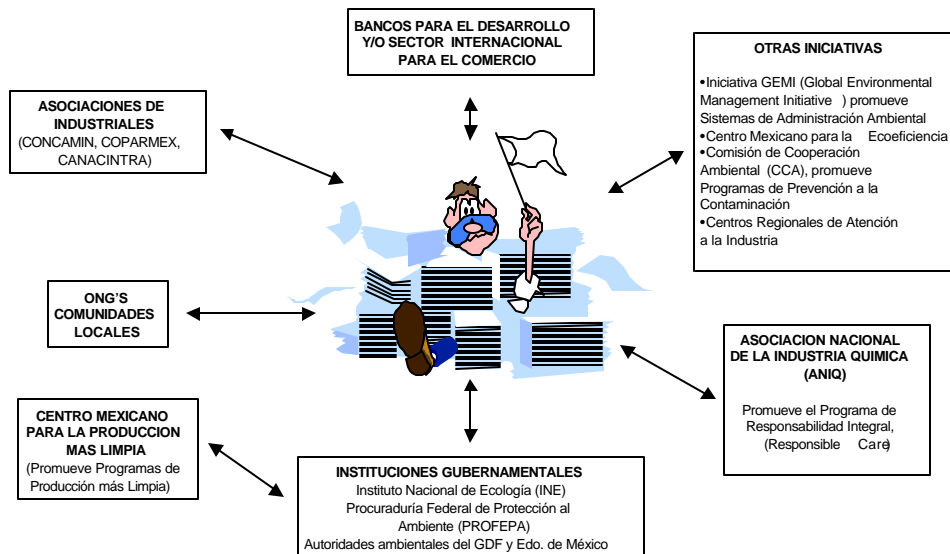 BANCOS PARA EL DESARROLLO
Y/O SECTOR INTERNACIONAL
PARA EL COMERCIO
OTRAS INICIATIVAS
•Iniciativa GEMI (Global Environmental
Management Initiative ) promueve
Sistemas de Administración Ambiental
•Centro Mexicano para la Ecoeficiencia
•Comisión de Cooperación
Ambiental (CCA), promueve
Programas de Prevención a la
Contaminación
•Centros Regionales de Atención
a la Industria
ASOCIACIONES DE
INDUSTRIALES
(CONCAMIN, COPARMEX,
CANACINTRA)
ONG'S
COMUNIDADES
LOCALES
ASOCIACION NACIONAL
DE LA INDUSTRIA QUIMICA
(ANIQ)
Promueve el Programa de
Responsabilidad Integral,
(Responsible Care)
CENTRO MEXICANO
PARA LA PRODUCCION
MAS LIMPIA
(Promueve Programas de
Producción más Limpia)
INSTITUCIONES GUBERNAMENTALES
Instituto Nacional de Ecología (INE)
Procuraduría Federal de Protección al
Ambiente (PROFEPA)
Autoridades ambientales del GDF y Edo. de México